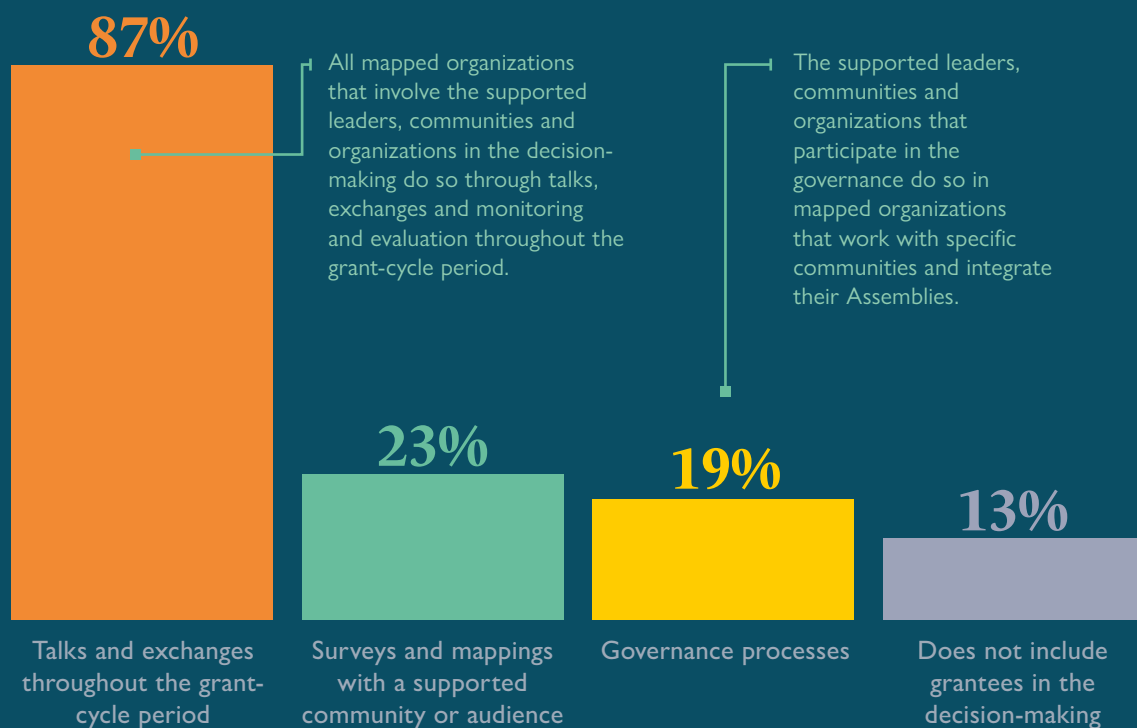 87%
All mapped organizations
that involve the supported
leaders, communities and
organizations in the decision-
making do so through talks,
exchanges and monitoring
and evaluation throughout the
grant-cycle period.
The supported leaders,
communities and
organizations that
participate in the
governance do so in
mapped organizations
that work with specific
communities and integrate
their Assemblies.
23%
19%
13%
Talks and exchanges
throughout the grant-
cycle period
Surveys and mappings
with a supported
community or audience
Governance processes
Does not include
grantees in the
decision-making